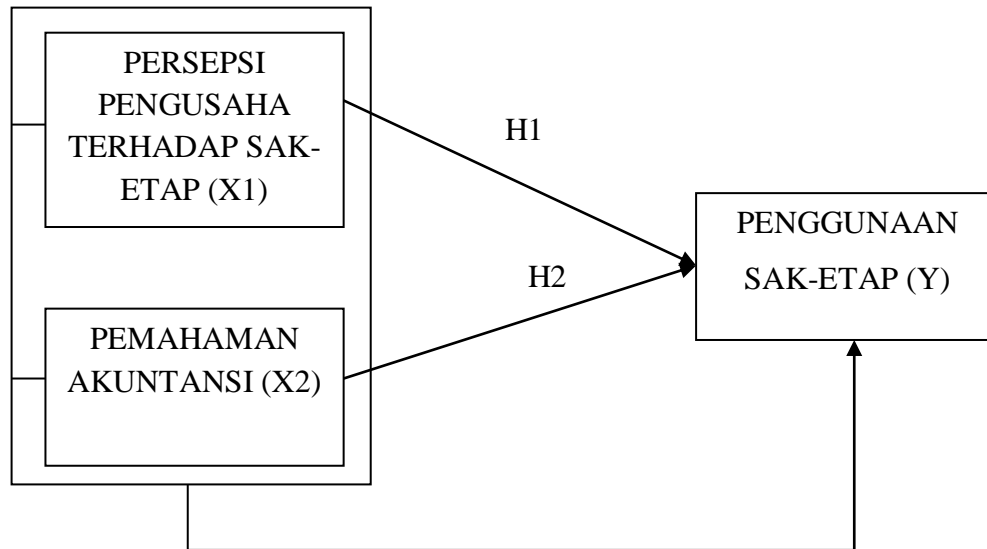 PERSEPSI
PENGUSAHA
TERHADAP SAK-
ETAP (X1)
H1
PENGGUNAAN
SAK-ETAP (Y)
H2
PEMAHAMAN
AKUNTANSI (X2)